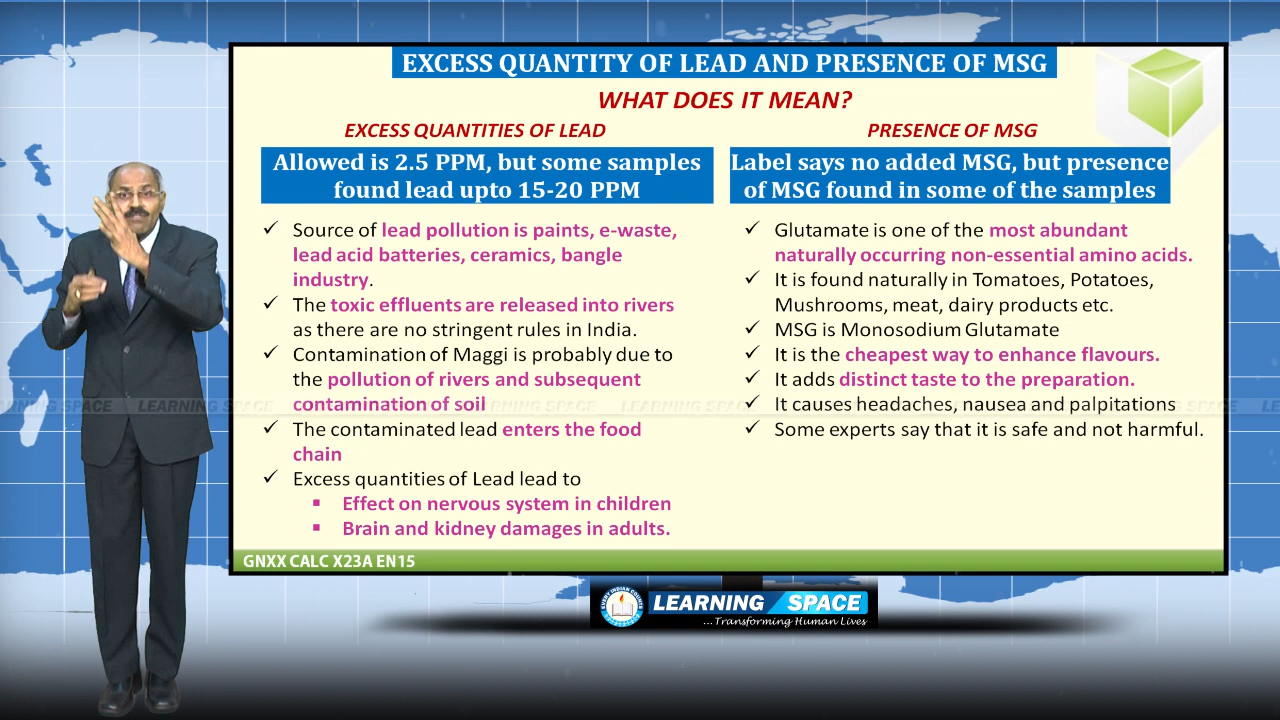 EXCESS QUANTITY OF LEAD AND PRESENCE OF MSG
WHAT DOES IT MEAN?
EXCESS QUANTITIES OF LEAD
Allowed is 2.5 PPM, but some samples
found lead upto 15-20 PPM
✓ Source of lead pollution is paints, e-waste,
lead acid batteries, ceramics, bangle
industry.
✓ The toxic effluents are released into rivers
as there are no stringent rules in India.
✓ Contamination of Maggi is probably due to
the pollution of rivers and subsequent
contamination of soil
✓ The contaminated lead enters the food
chain
✓ Excess quantities of Lead lead to
▪ Effect on nervous system in children
▪ Brain and kidney damages in adults.
PRESENCE OF MSG
Label says no added MSG, but presence
of MSG found in some of the samples
✓ Glutamate is one of the most abundant
naturally occurring non-essential amino acids.
✓ It is found naturally in Tomatoes, Potatoes,
Mushrooms, meat, dairy products etc.
✓ MSG is Monosodium Glutamate
✓ It is the cheapest way to enhance flavours.
✓ It adds distinct taste to the preparation.
✓ It causes headaches, nausea and palpitations
✓ Some experts say that it is safe and not harmful.
LEARNING SPACE
GNXX CALC X23A EN15
EVERY INDIAN COUNTS
LEARNING SPACE
...Transforming Human Lives